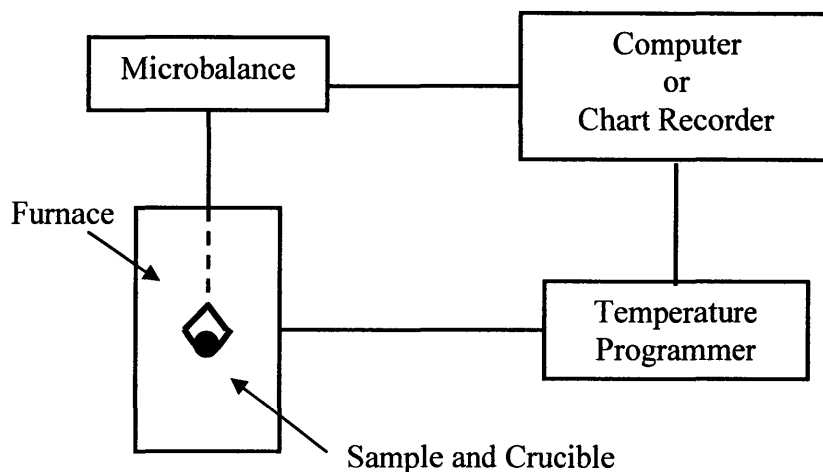 Microbalance
Computer
or
Chart Recorder
Furnace
Temperature
Programmer
Sample and Crucible